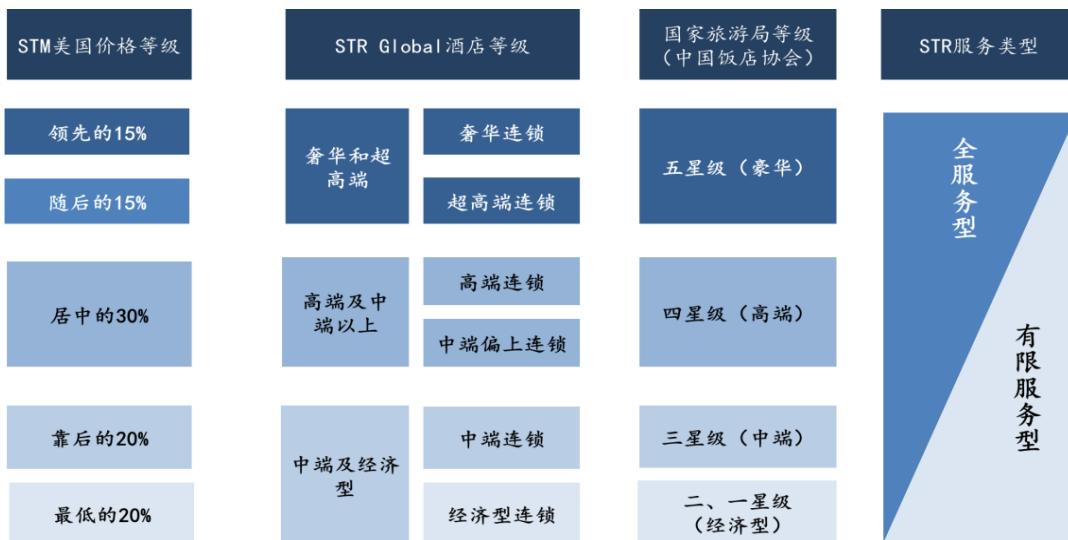 STM美国价格等级
STR Global酒店等级
国家旅游局等级
（中国饭店协会）
STR服务类型
领先的15%
随后的15%
居中的30%
靠后的20%
最低的20%
奢华和超
高端
高端及中
端以上
中端及经济
型
奢华连锁
超高端连锁
高端连锁
中端偏上连锁
中端连锁
经济型连锁
五星级（豪华）
四星级（高端）
三星级（中端）
二、一星级
（经济型）
全服务型
有限服务型